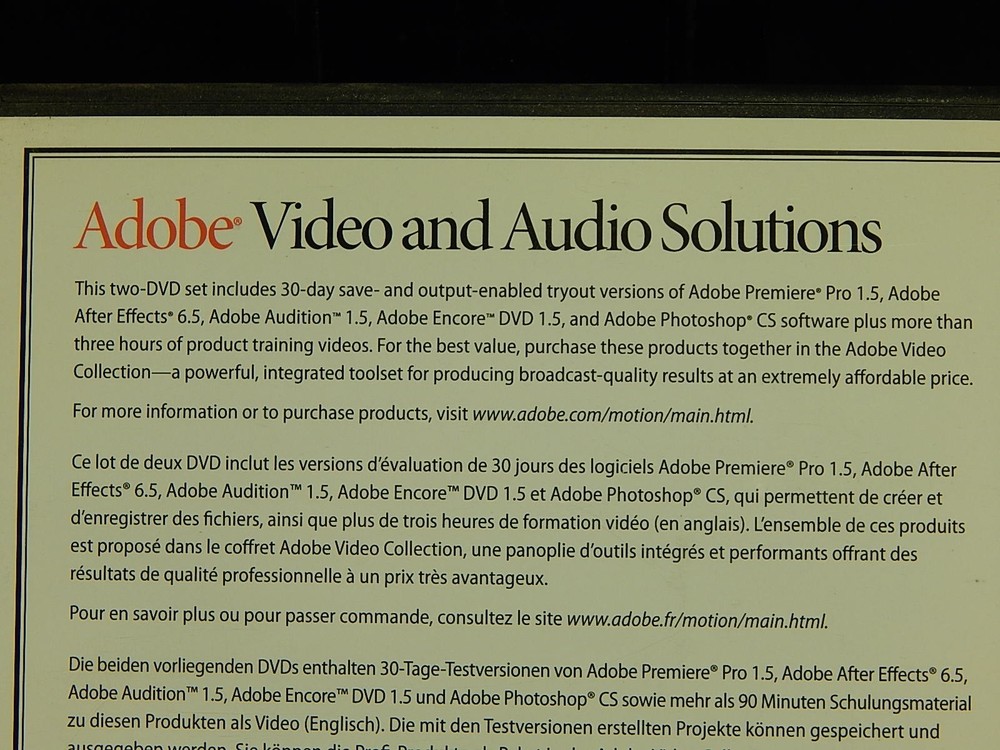 Adobe® Video and Audio Solutions
This two-DVD set includes 30-day save- and output-enabled tryout versions of Adobe Premiere® Pro 1.5, Adobe
After Effects® 6.5, Adobe Audition™ 1.5, Adobe Encore™ DVD 1.5, and Adobe Photoshop® CS software plus more than
three hours of product training videos. For the best value, purchase these products together in the Adobe Video
Collection—a powerful, integrated toolset for producing broadcast-quality results at an extremely affordable price.
For more information or to purchase products, visit www.adobe.com/motion/main.html.
Ce lot de deux DVD inclut les versions d’évaluation de 30 jours des logiciels Adobe Premiere® Pro 1.5, Adobe After
Effects® 6.5, Adobe Audition™ 1.5, Adobe Encore™ DVD 1.5 et Adobe Photoshop® CS, qui permettent de créer et
d’enregistrer des fichiers, ainsi que plus de trois heures de formation vidéo (en anglais). L’ensemble de ces produits
est proposé dans le coffret Adobe Video Collection, une panoplie d’outils intégrés et performants offrant des
résultats de qualité professionnelle à un prix très avantageux.
Pour en savoir plus ou pour passer commande, consultez le site www.adobe.fr/motion/main.html.
Die beiden vorliegenden DVDs enthalten 30-Tage-Testversionen von Adobe Premiere® Pro 1.5, Adobe After Effects® 6.5,
Adobe Audition™ 1.5, Adobe Encore™ DVD 1.5 und Adobe Photoshop® CS sowie mehr als 90 Minuten Schulungsmaterial
zu diesen Produkten als Video (Englisch). Die mit den Testversionen erstellten Projekte können gespeichert und
ausgegeben werden. Sie können die